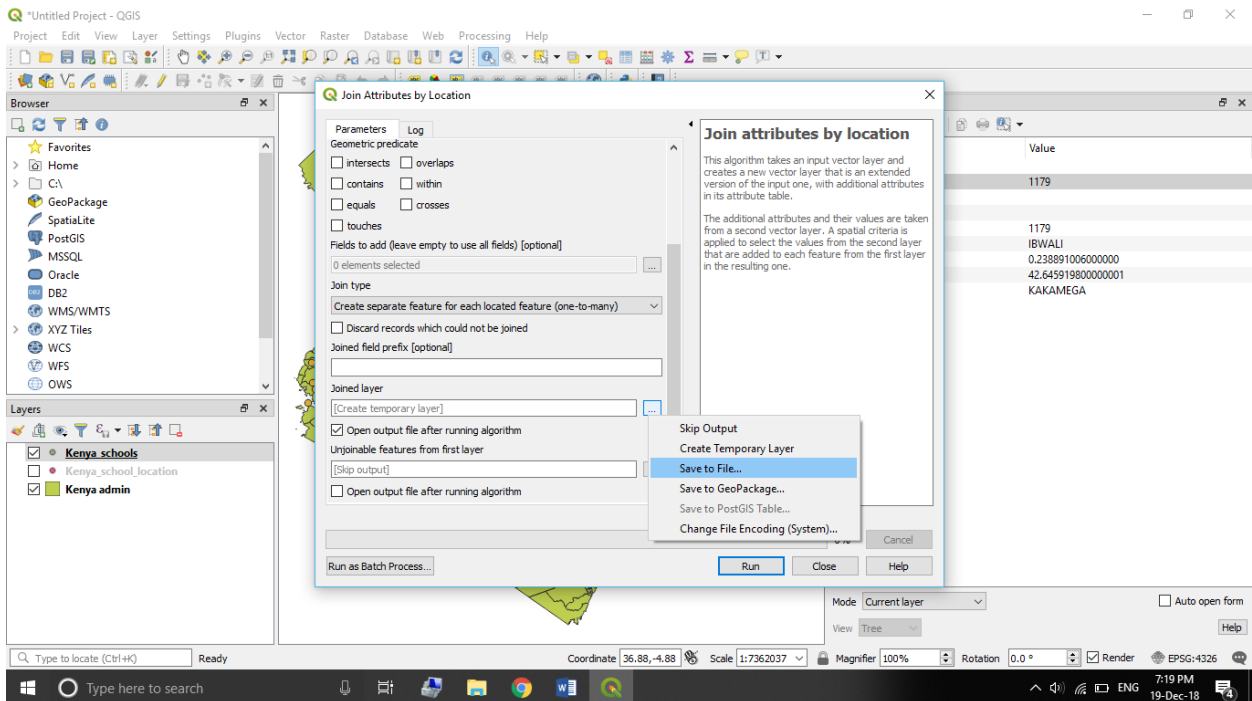 *Untitled Project - QGIS
Project Edit View Layer Settings Plugins Vector Raster Database Web Processing Help
Browser
Favorites
Home
C:\
GeoPackage
SpatiaLite
PostGIS
MSSQL
Oracle
DB2 DB2
WMS/WMTS
XYZ Tiles
WCS
WFS
OWS
Layers
Kenya schools
Kenya_school_location
Kenya admin
Join Attributes by Location
Parameters Log
Geometric predicate
intersects overlaps
contains within
equals crosses
touches
Fields to add (leave empty to use all fields) [optional]
0 elements selected ...
Join type
Create separate feature for each located feature (one-to-many)
Discard records which could not be joined
Joined field prefix [optional]
Joined layer
[Create temporary layer] ...
Open output file after running algorithm
Unjoinable features from first layer
[Skip output]
Open output file after running algorithm
Join attributes by location
This algorithm takes an input vector layer and
creates a new vector layer that is an extended
version of the input one, with additional attributes
in its attribute table.
The additional attributes and their values are taken
from a second vector layer. A spatial criteria is
applied to select the values from the second layer
that are added to each feature from the first layer
in the resulting one.
Skip Output
Create Temporary Layer
Save to File...
Save to GeoPackage...
Save to PostGIS Table...
Change File Encoding (System)...
Cancel
Run as Batch Process... Run Close Help
Value
1179
1179
IBWALI
0.238891006000000
42.645919800000001
KAKAMEGA
Mode Current layer Auto open form
View Tree Help
Type to locate (Ctrl+K) Ready Coordinate 36.88,-4.88 Scale 1:7362037 Magnifier 100% Rotation 0.0 ° Render EPSG:4326
Type here to search ENG 7:19 PM
19-Dec-18 4